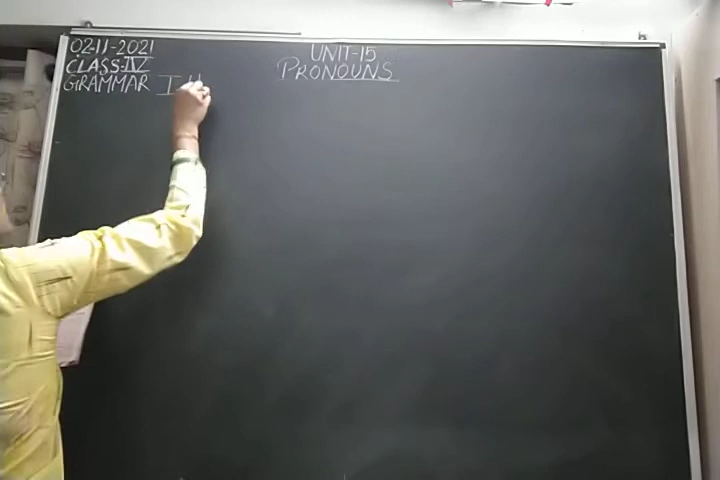 02-11-2021
CLASS-IV
GRAMMAR I
UNIT-15
PRONOUNS